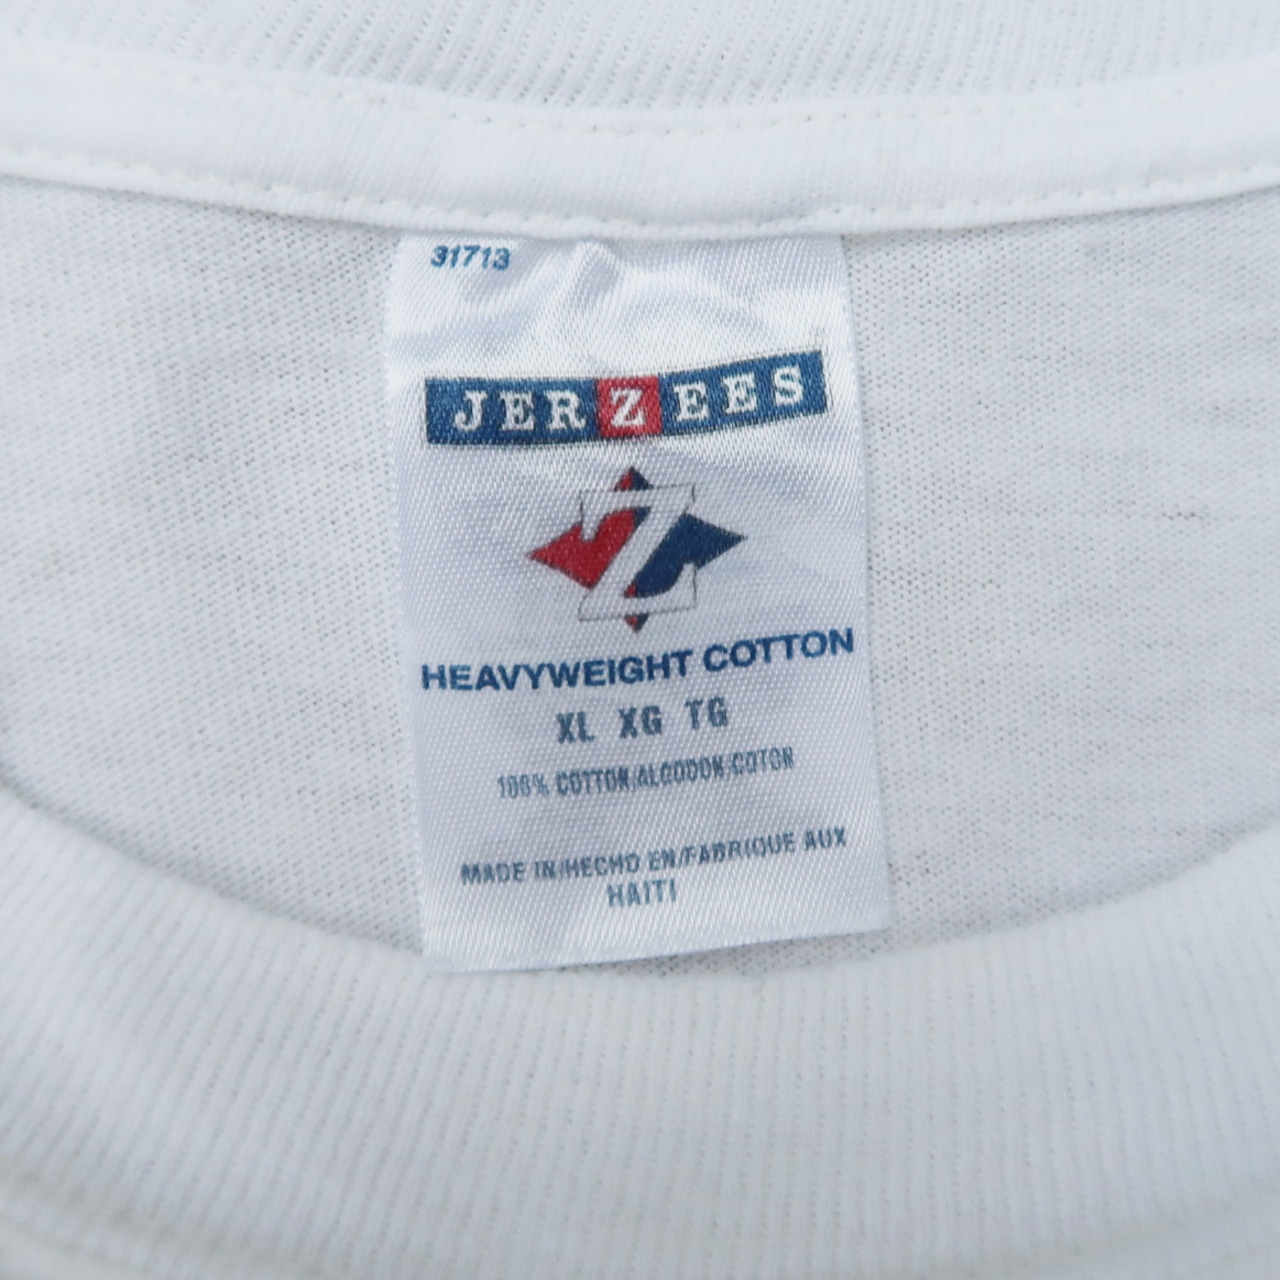 31713
JERZEES
Z
HEAVYWEIGHT COTTON
XL XG TG
100% COTTON/ALGODON/COTON
MADE IN/HECHO EN/FABRIQUE AUX
HAITI